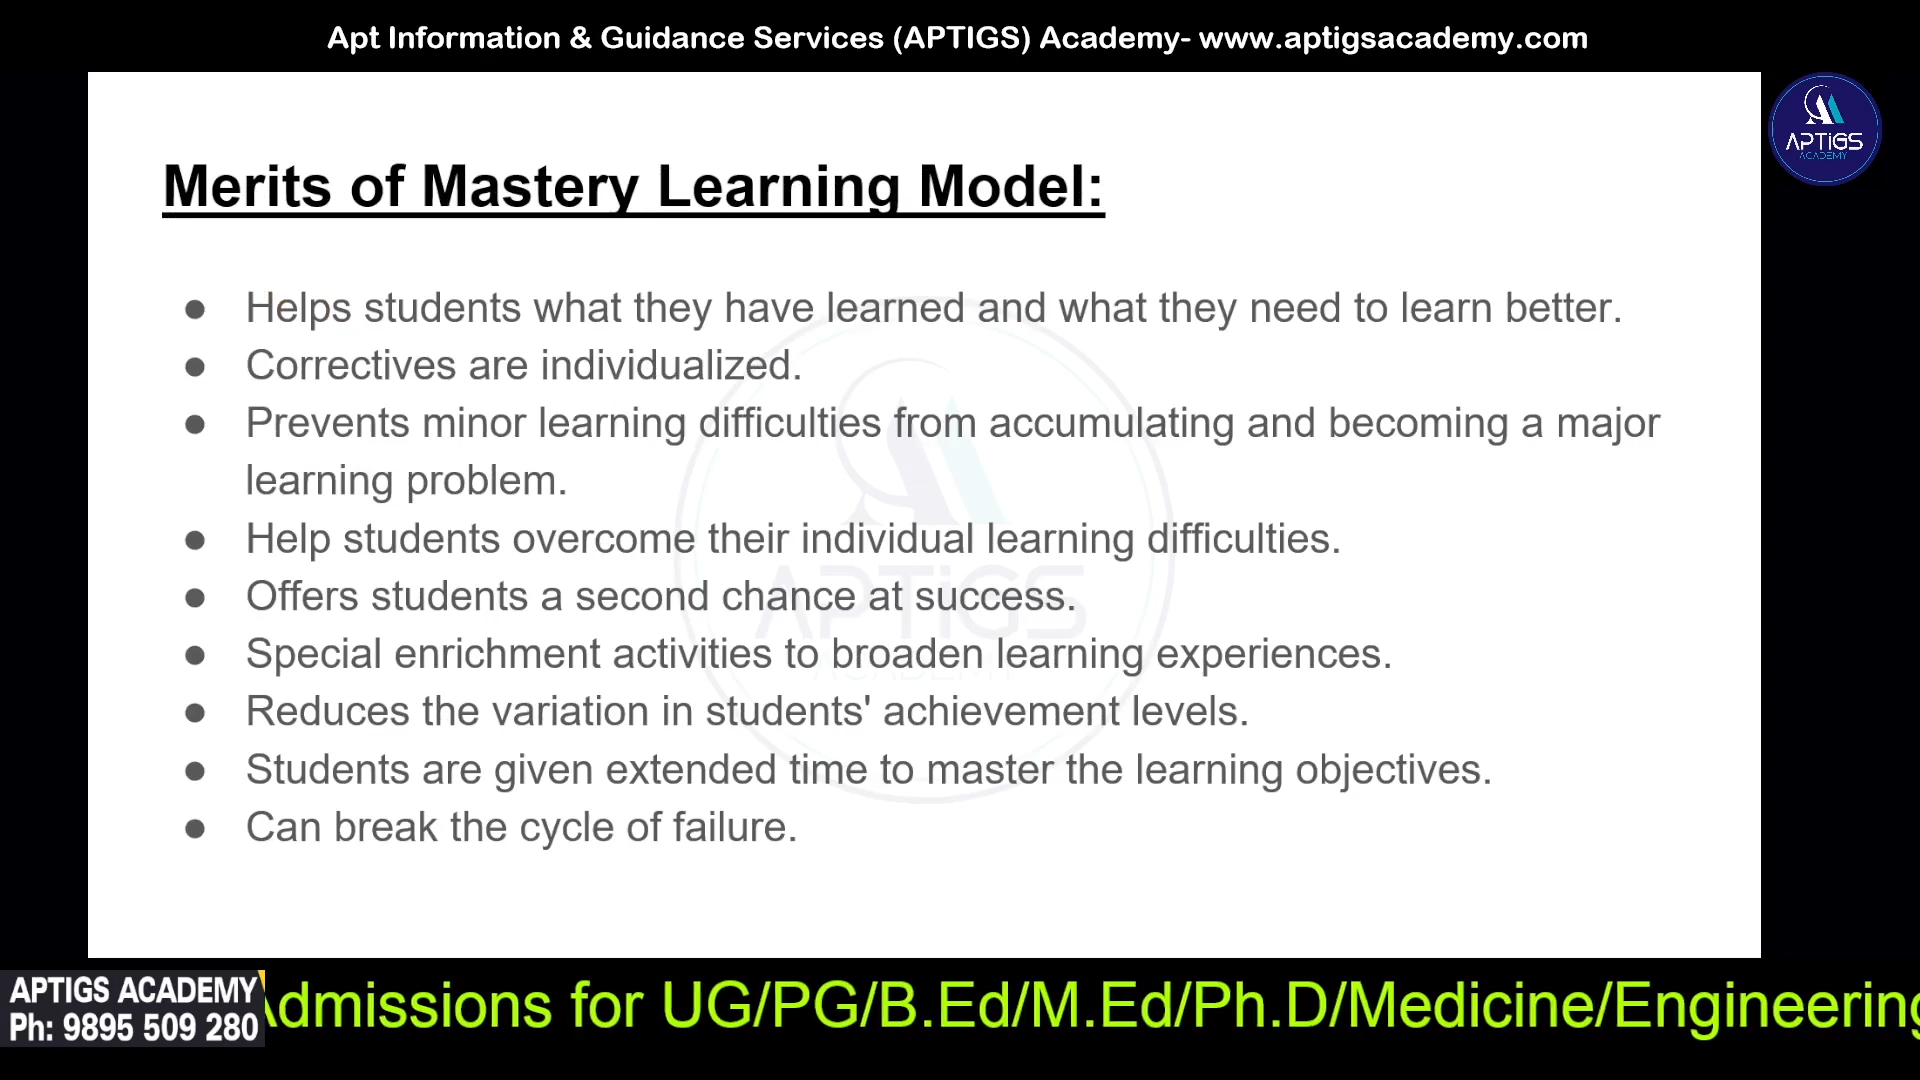 Apt Information & Guidance Services (APTIGS) Academy- www.aptigsacademy.com
APTiGS
ACADEMY
Merits of Mastery Learning Model:
● Helps students what they have learned and what they need to learn better.
● Correctives are individualized.
● Prevents minor learning difficulties from accumulating and becoming a major
learning problem.
● Help students overcome their individual learning difficulties.
● Offers students a second chance at success.
● Special enrichment activities to broaden learning experiences.
● Reduces the variation in students' achievement levels.
● Students are given extended time to master the learning objectives.
● Can break the cycle of failure.
APTiGS
ACADEMY
APTIGS ACADEMY
Ph: 9895 509 280
Admissions for UG/PG/B.Ed/M.Ed/Ph.D/Medicine/Engineering